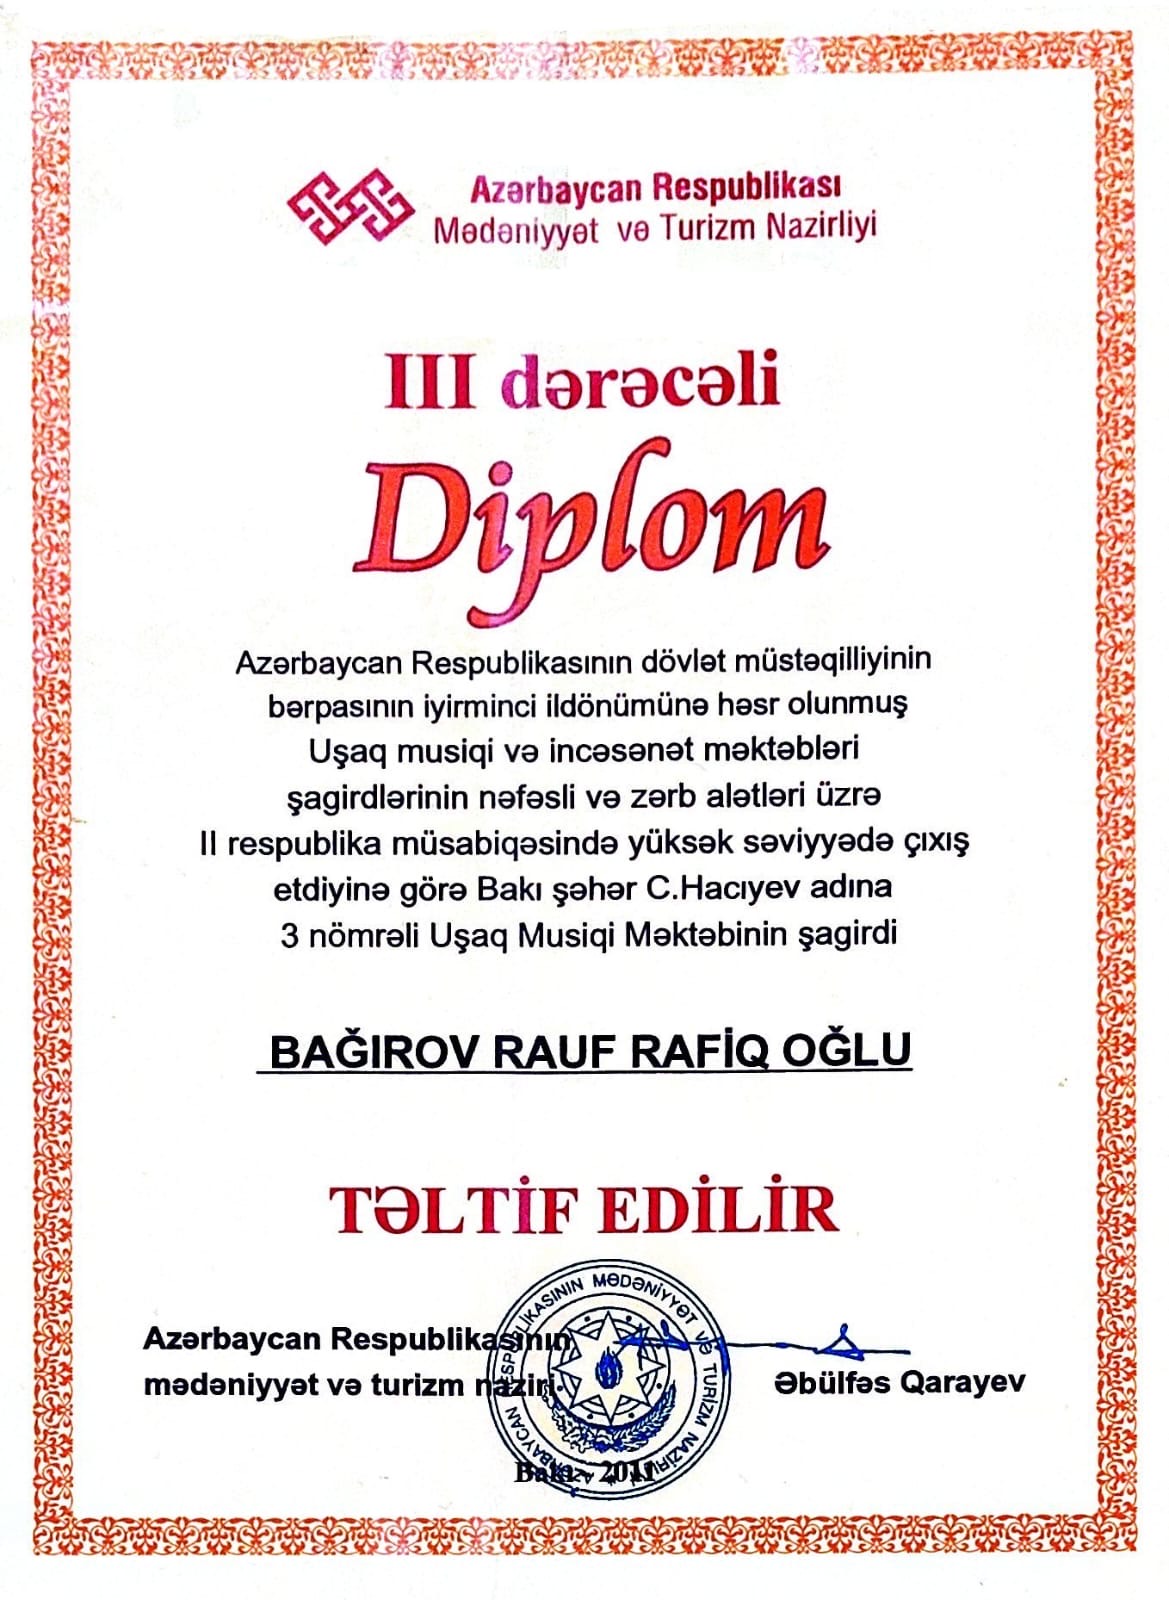 Azərbaycan Respublikası
Mədəniyyət və Turizm Nazirliyi
III dərəcəli
Diplom
Azərbaycan Respublikasının dövlət müstəqilliyinin
bərpasının iyirminci ildönümünə həsr olunmuş
Uşaq musiqi və incəsənət məktəbləri
şagirdlərinin nəfəsli və zərb alətləri üzrə
II respublika müsabiqəsində yüksək səviyyədə çıxış
etdiyinə görə Bakı şəhər C.Hacıyev adına
3 nömrəli Uşaq Musiqi Məktəbinin şagirdi
BAĞIROV RAUF RAFİQ OĞLU
TƏLTİF EDİLİR
Azərbaycan Respublikasının
mədəniyyət və turizm naziri
Əbülfəs Qarayev
AZƏRBAYCAN RESPUBLİKASININ MƏDƏNİYYƏT VƏ TURİZM NAZİRLİYİ
Bakı - 2011